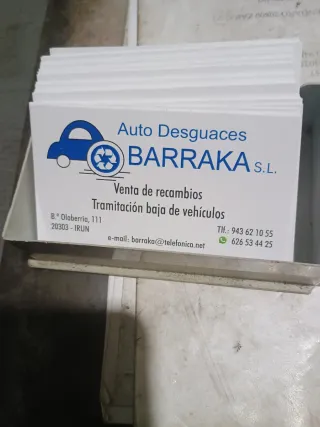 Auto Desguaces
BARRAKA S.L.
Venta de recambios
Tramitación baja de vehículos
B.º Olaberria, 111
20303 - IRUN
Tlf.: 943 62 10 55
626 53 44 25
e-mail: barraka@telefonica.net